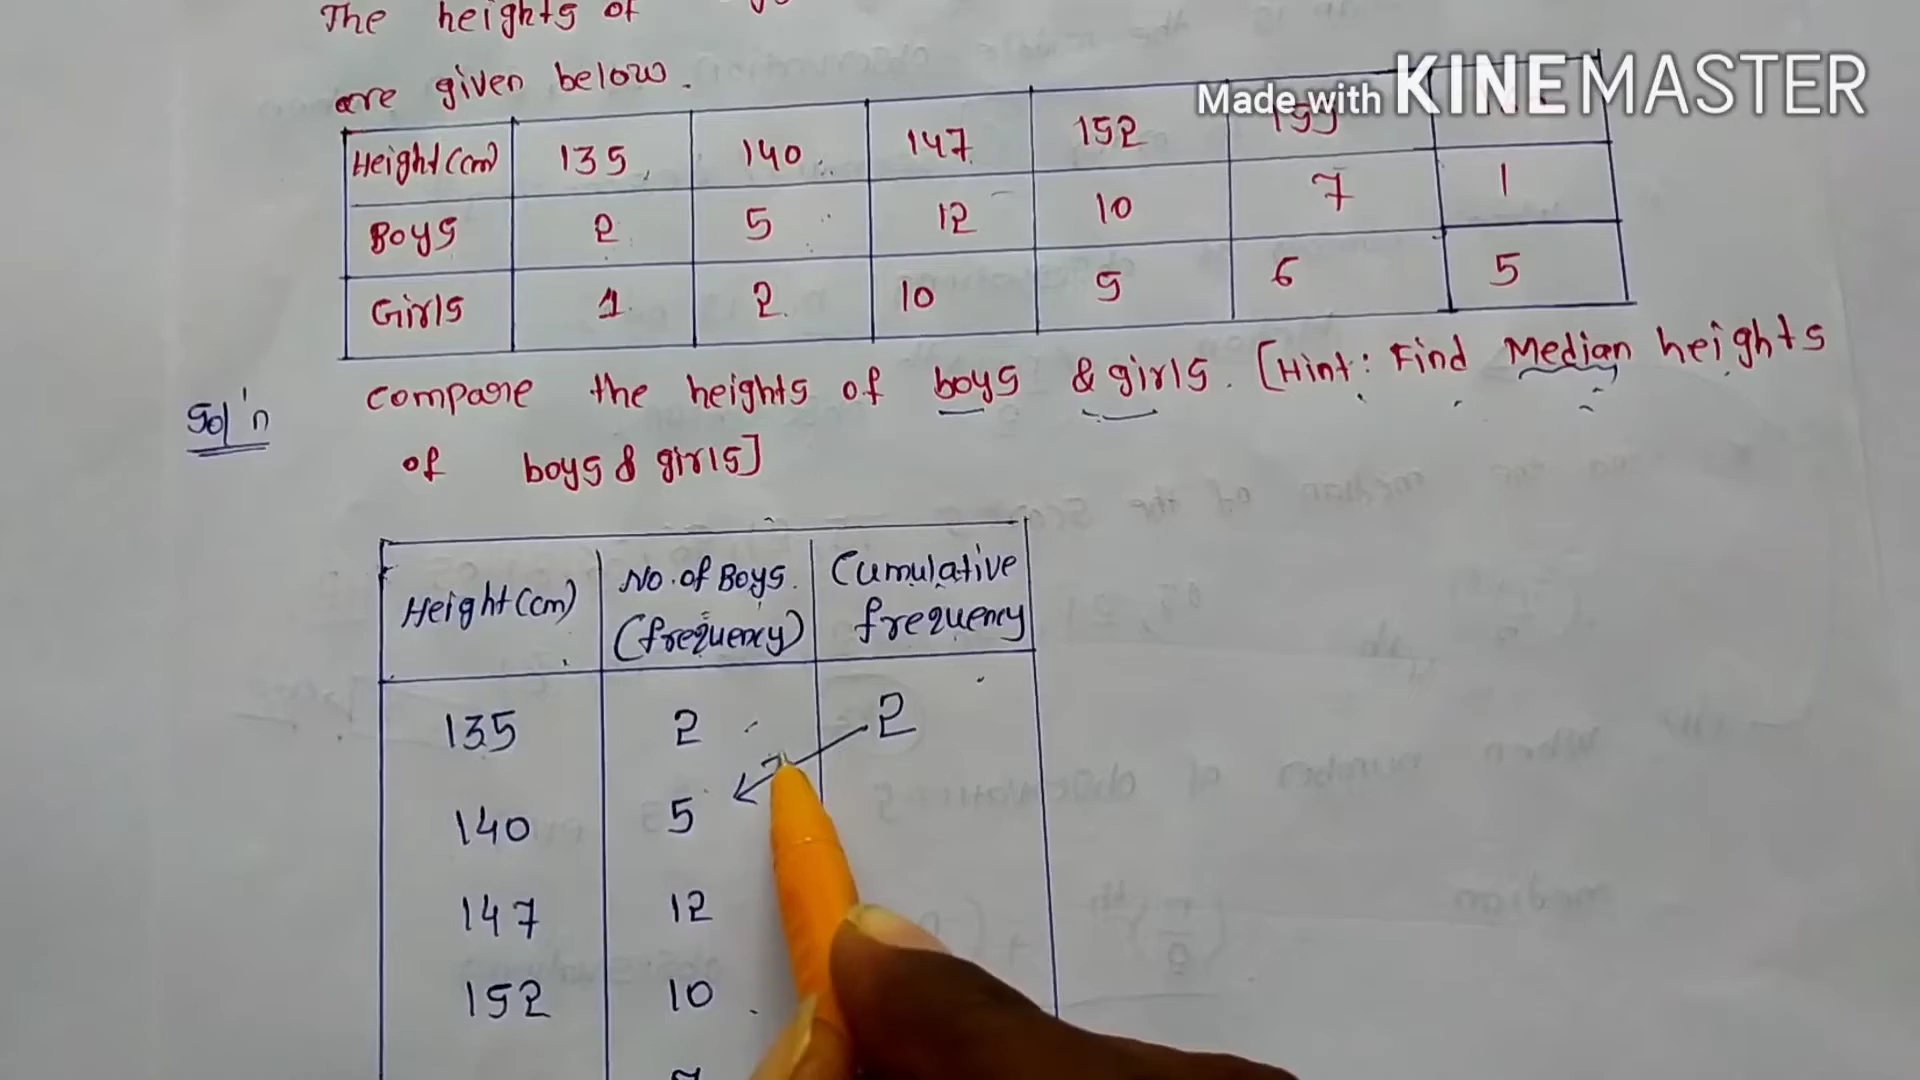 The heights of
are given below.
Made with KINEMASTER
Height(cm) 135 140 147 152 155
Boys 2 5 12 10 7 1
Girls 1 2 10 5 6 5
Sol'n compare the heights of boys & girls. [Hint: Find Median heights
of boys & girls]
Height(cm) No. of Boys (frequency) Cumulative frequency
135 2 2
140 5
147 12
152 10
7